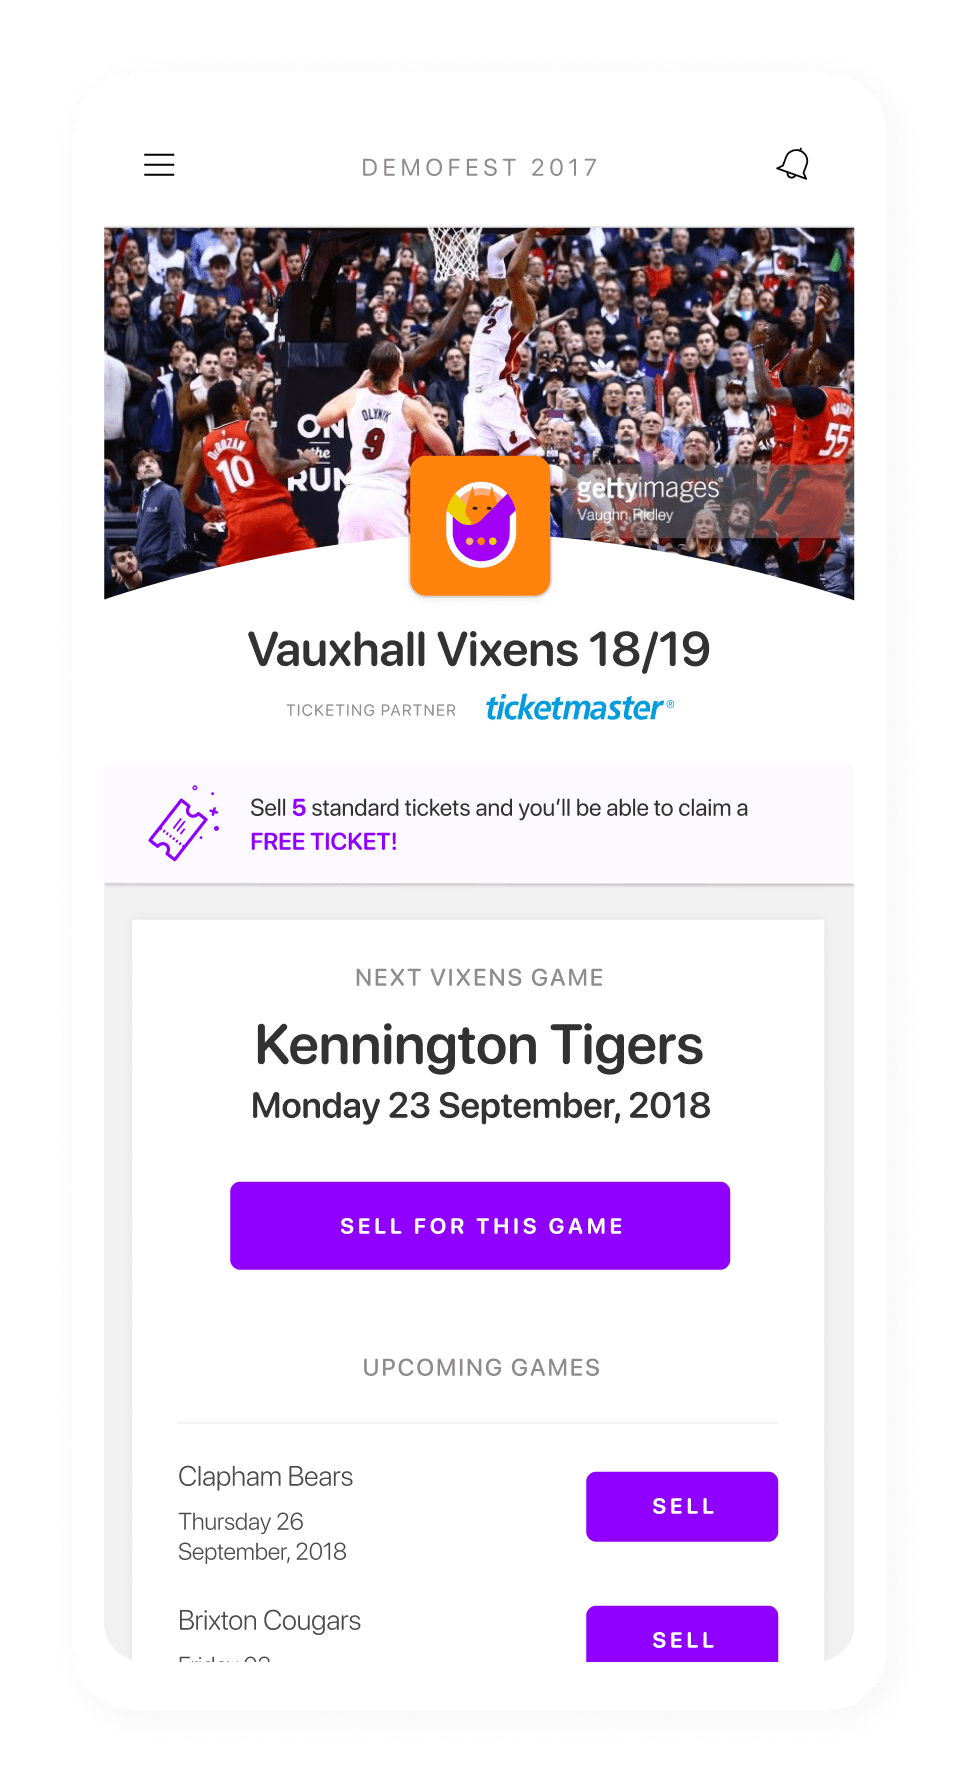 DEMOFEST 2017
2
OLYNIK
9
DeROZAN
10
ON
the
RUN
WRIGHT
55
gettyimages®
Vaughn Ridley
Vauxhall Vixens 18/19
TICKETING PARTNER ticketmaster®
Sell 5 standard tickets and you’ll be able to claim a
FREE TICKET!
NEXT VIXENS GAME
Kennington Tigers
Monday 23 September, 2018
SELL FOR THIS GAME
UPCOMING GAMES
Clapham Bears
Thursday 26
September, 2018
SELL
Brixton Cougars
SELL